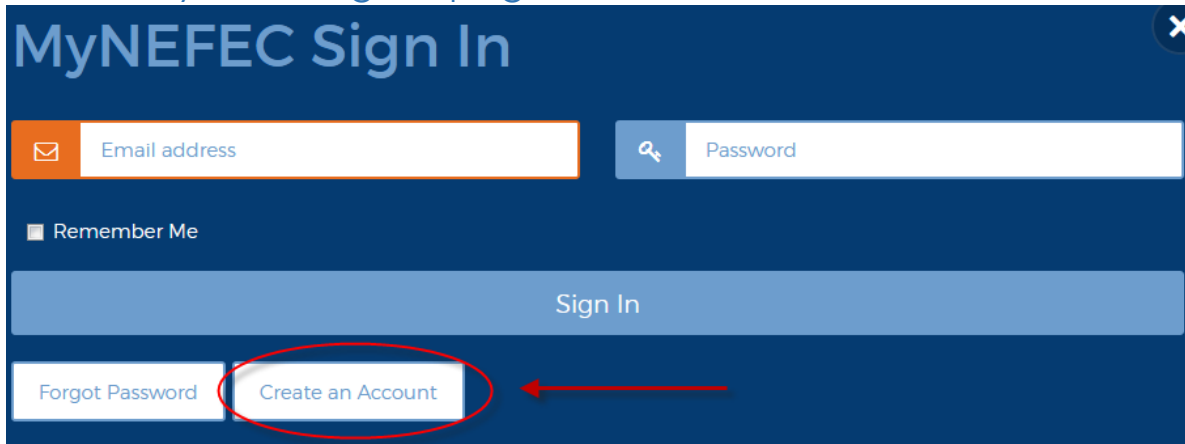 MyNEFEC Sign In
Email address
Password
Remember Me
Sign In
Forgot Password
Create an Account